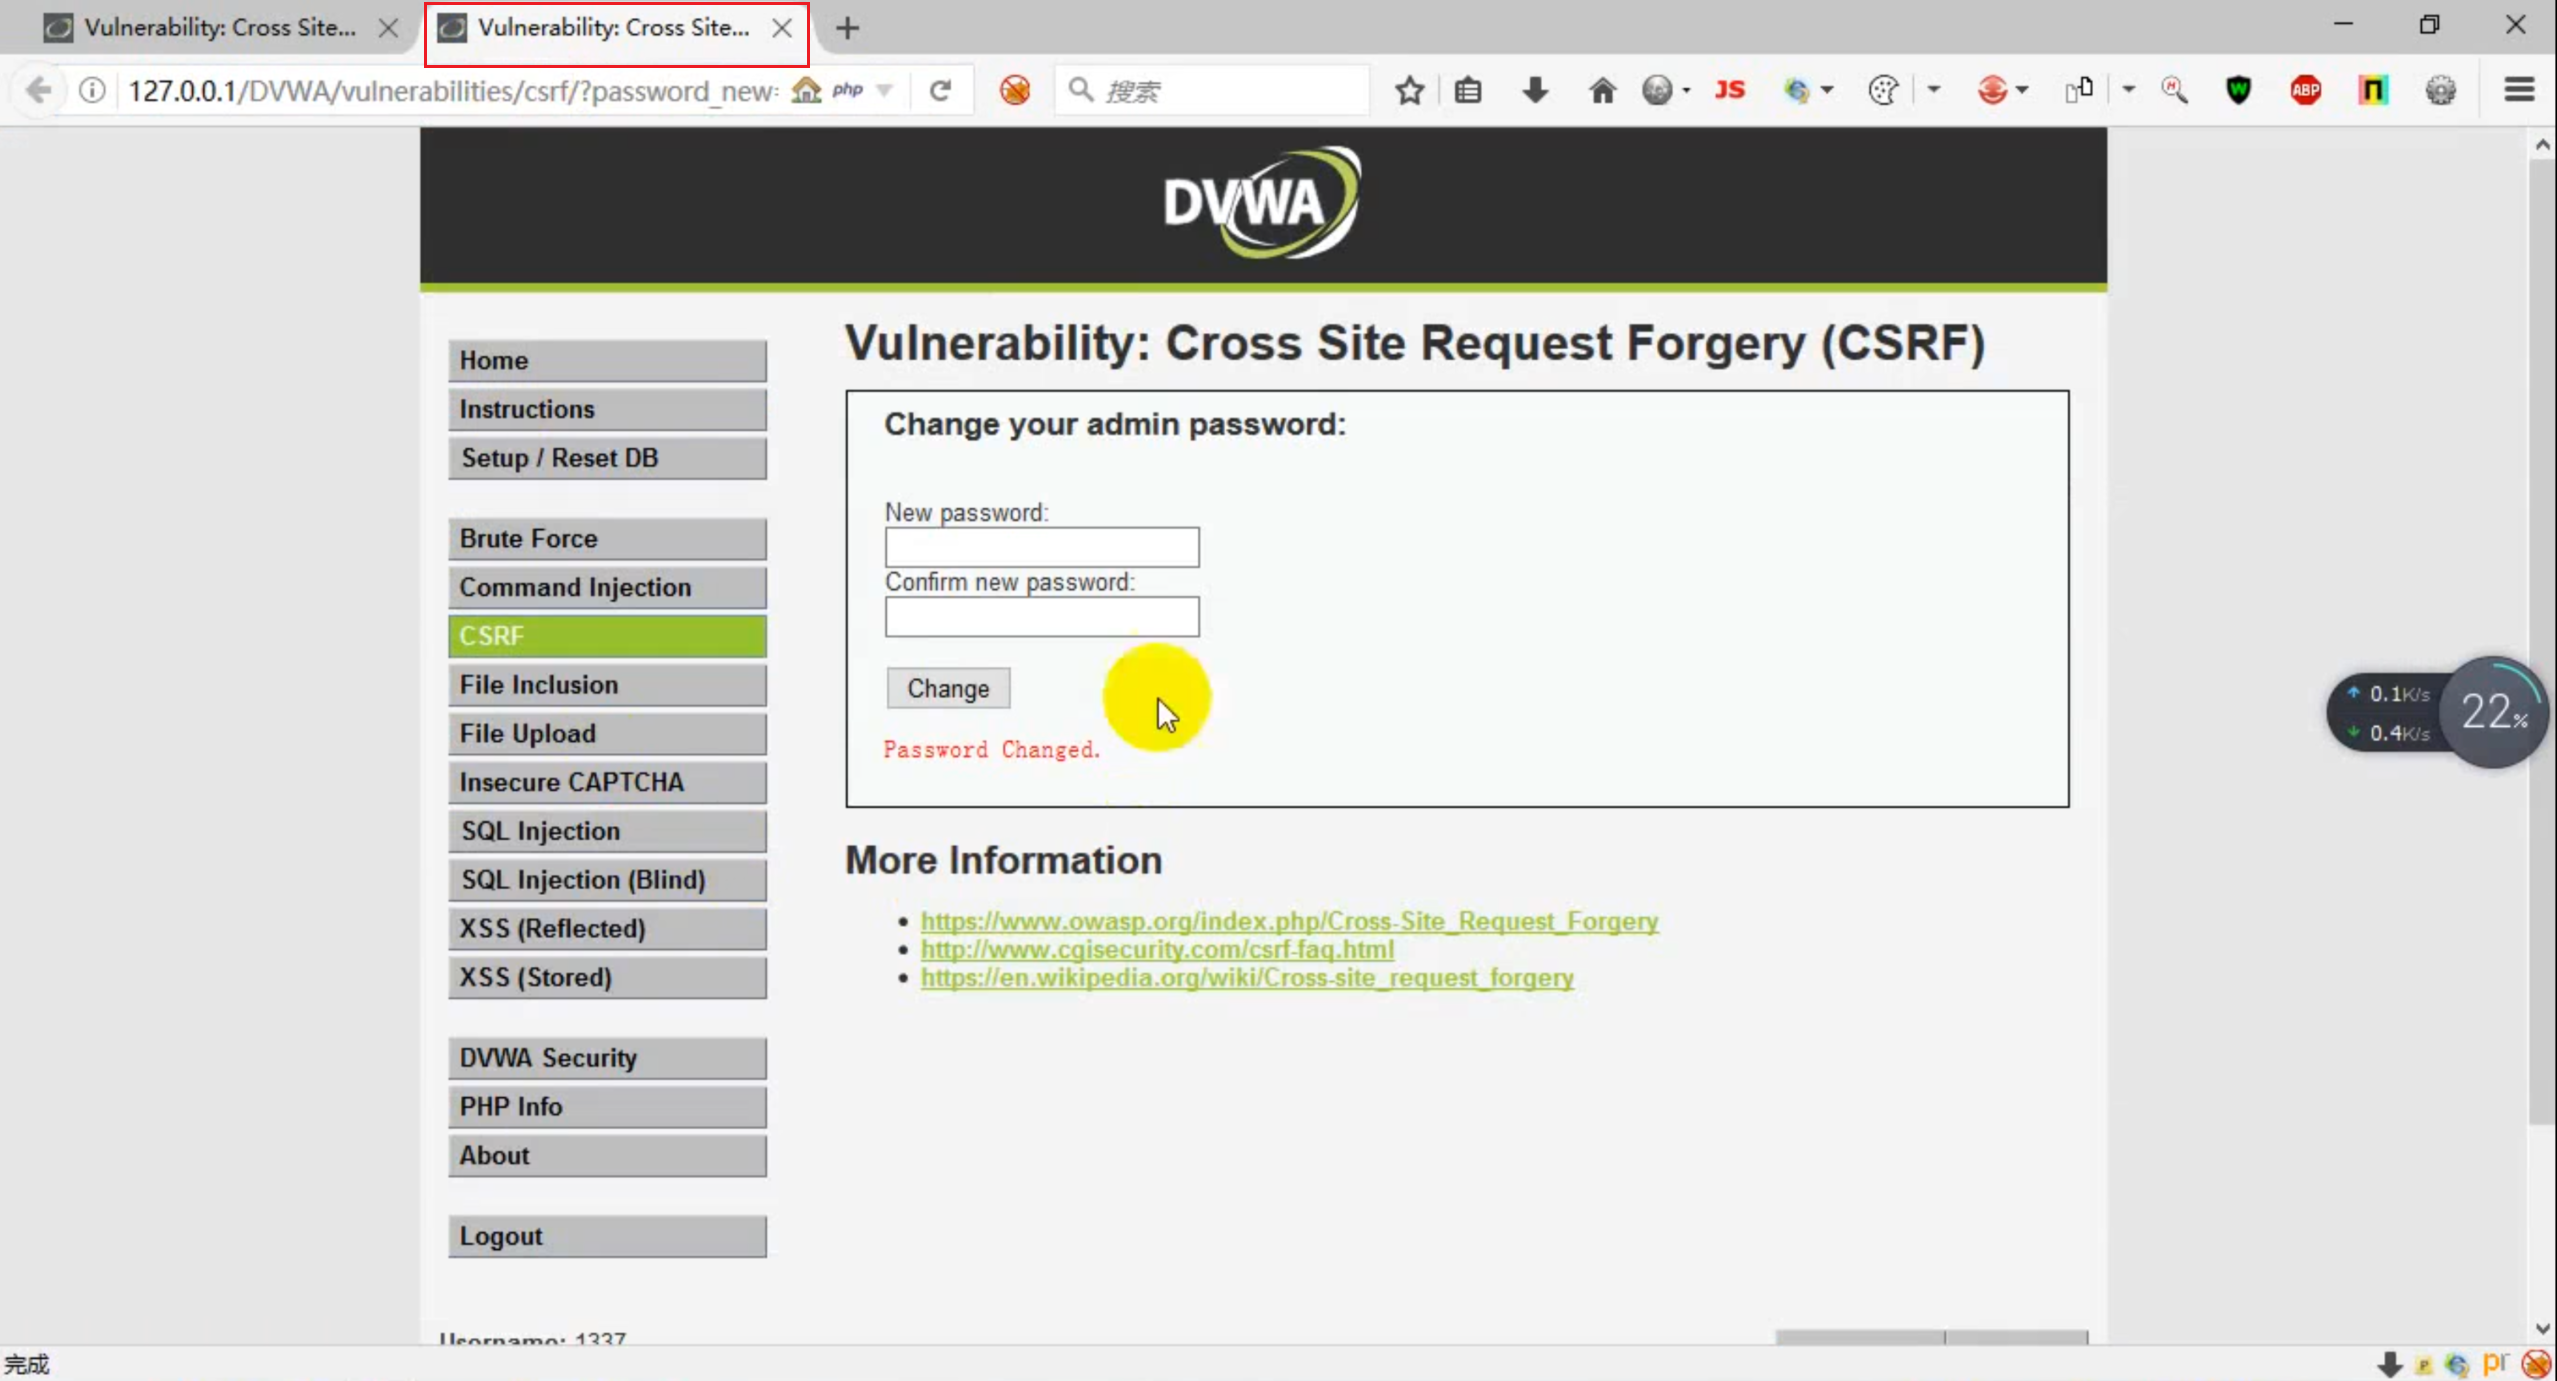 Vulnerability: Cross Site...
Vulnerability: Cross Site...
127.0.0.1/DVWA/vulnerabilities/csrf/?password_new=
php
搜索
JS
ABP
DVWA
Home
Instructions
Setup / Reset DB
Brute Force
Command Injection
CSRF
File Inclusion
File Upload
Insecure CAPTCHA
SQL Injection
SQL Injection (Blind)
XSS (Reflected)
XSS (Stored)
DVWA Security
PHP Info
About
Logout
Vulnerability: Cross Site Request Forgery (CSRF)
Change your admin password:
New password:
Confirm new password:
Change
Password Changed.
More Information
https://www.owasp.org/index.php/Cross-Site_Request_Forgery
http://www.cgisecurity.com/csrf-faq.html
https://en.wikipedia.org/wiki/Cross-site_request_forgery
0.1K/s
0.4K/s
22%
Username: 1337
完成
pr